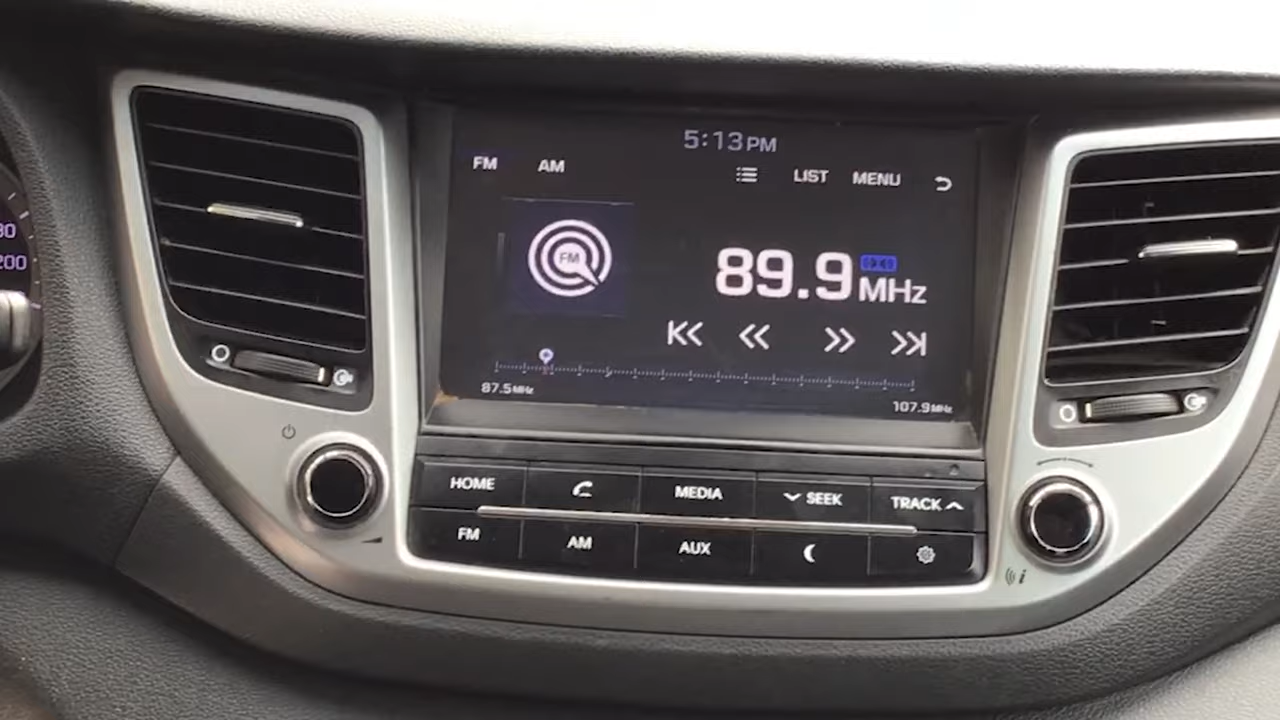 5:13 PM
FM AM LIST MENU
FM
89.9 MHz
87.5 MHz
107.9 MHz
HOME MEDIA SEEK TRACK
FM AM AUX
i
200